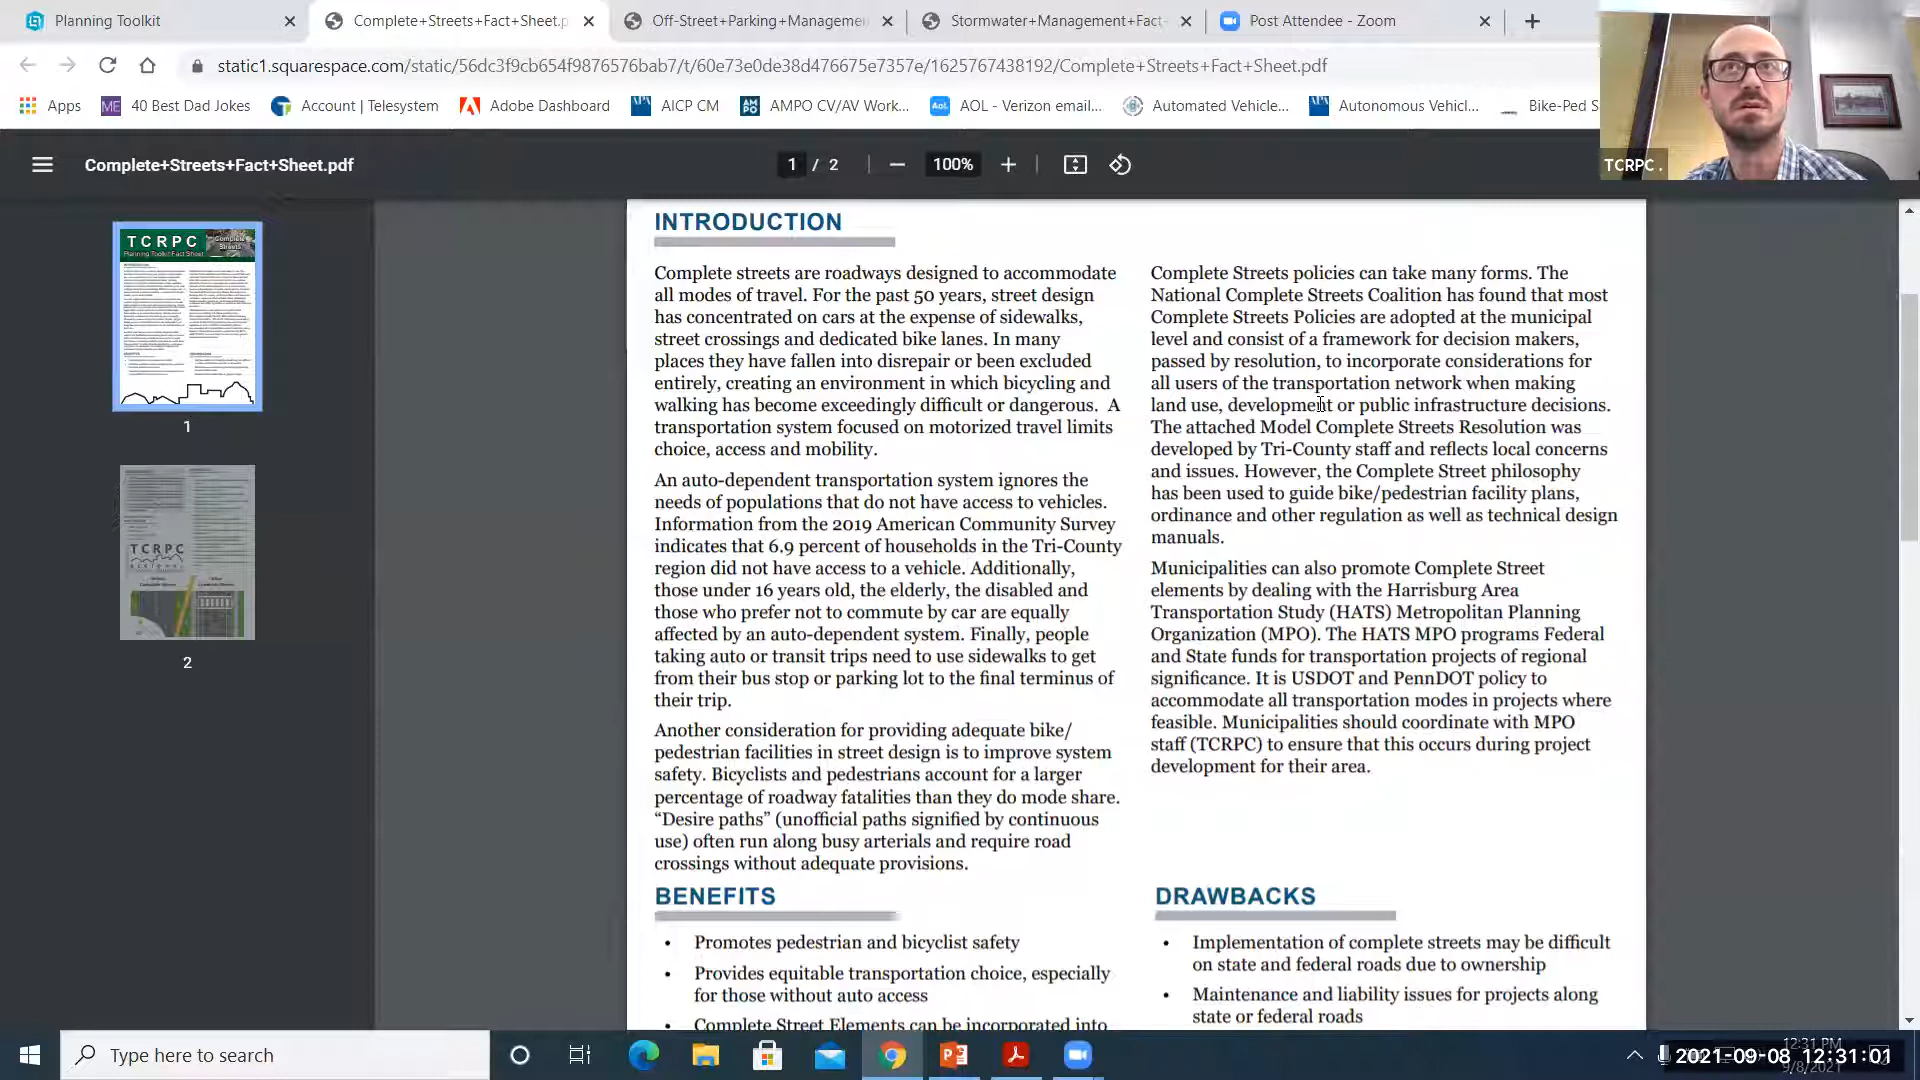 Planning Toolkit
Complete+Streets+Fact+Sheet.p
Off-Street+Parking+Managemen
Stormwater+Management+Fact-
Post Attendee - Zoom
static1.squarespace.com/static/56dc3f9cb654f9876576bab7/t/60e73e0de38d476675e7357e/1625767438192/Complete+Streets+Fact+Sheet.pdf
Apps
ME 40 Best Dad Jokes
Account | Telesystem
Adobe Dashboard
AICP CM
AMPO CV/AV Work...
Aol. AOL - Verizon email...
Automated Vehicle...
Autonomous Vehicl...
Bike-Ped S
TCRPC .
Complete+Streets+Fact+Sheet.pdf
1 / 2
100%
TCRPC
Complete Streets
Planning Toolkit Fact Sheet
1
TCRPC
2
INTRODUCTION
Complete streets are roadways designed to accommodate
all modes of travel. For the past 50 years, street design
has concentrated on cars at the expense of sidewalks,
street crossings and dedicated bike lanes. In many
places they have fallen into disrepair or been excluded
entirely, creating an environment in which bicycling and
walking has become exceedingly difficult or dangerous. A
transportation system focused on motorized travel limits
choice, access and mobility.
An auto-dependent transportation system ignores the
needs of populations that do not have access to vehicles.
Information from the 2019 American Community Survey
indicates that 6.9 percent of households in the Tri-County
region did not have access to a vehicle. Additionally,
those under 16 years old, the elderly, the disabled and
those who prefer not to commute by car are equally
affected by an auto-dependent system. Finally, people
taking auto or transit trips need to use sidewalks to get
from their bus stop or parking lot to the final terminus of
their trip.
Another consideration for providing adequate bike/
pedestrian facilities in street design is to improve system
safety. Bicyclists and pedestrians account for a larger
percentage of roadway fatalities than they do mode share.
“Desire paths” (unofficial paths signified by continuous
use) often run along busy arterials and require road
crossings without adequate provisions.
Complete Streets policies can take many forms. The
National Complete Streets Coalition has found that most
Complete Streets Policies are adopted at the municipal
level and consist of a framework for decision makers,
passed by resolution, to incorporate considerations for
all users of the transportation network when making
land use, development or public infrastructure decisions.
The attached Model Complete Streets Resolution was
developed by Tri-County staff and reflects local concerns
and issues. However, the Complete Street philosophy
has been used to guide bike/pedestrian facility plans,
ordinance and other regulation as well as technical design
manuals.
Municipalities can also promote Complete Street
elements by dealing with the Harrisburg Area
Transportation Study (HATS) Metropolitan Planning
Organization (MPO). The HATS MPO programs Federal
and State funds for transportation projects of regional
significance. It is USDOT and PennDOT policy to
accommodate all transportation modes in projects where
feasible. Municipalities should coordinate with MPO
staff (TCRPC) to ensure that this occurs during project
development for their area.
BENEFITS
• Promotes pedestrian and bicyclist safety
• Provides equitable transportation choice, especially
for those without auto access
• Complete Street Elements can be incorporated into
DRAWBACKS
• Implementation of complete streets may be difficult
on state and federal roads due to ownership
• Maintenance and liability issues for projects along
state or federal roads
Type here to search
12:31 PM
2021-09-08 12:31:01
9/8/2021